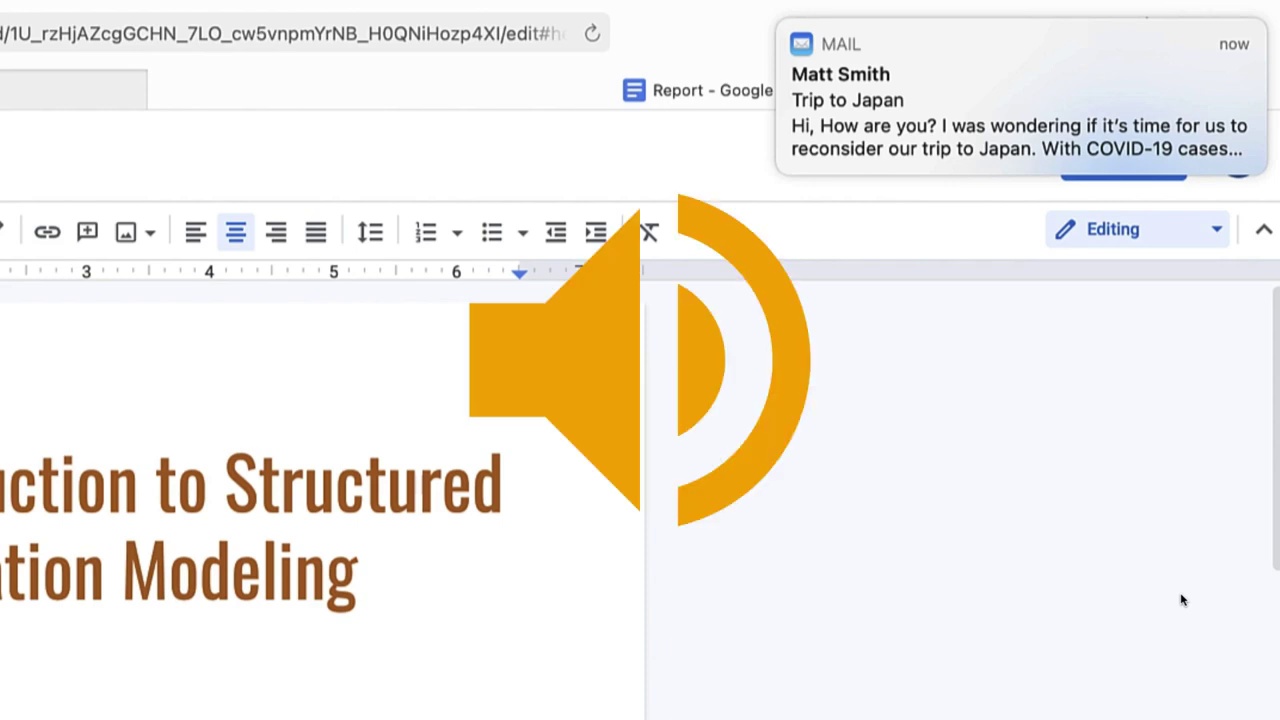 d/1U_rzHjAZcgGCHN_7LO_cw5vnpmYrNB_H0QNiHozp4XI/edit#h
MAIL
now
Matt Smith
Trip to Japan
Hi, How are you? I was wondering if it's time for us to
reconsider our trip to Japan. With COVID-19 cases...
Report - Google
Editing
3 4 5 6
uction to Structured
ation Modeling